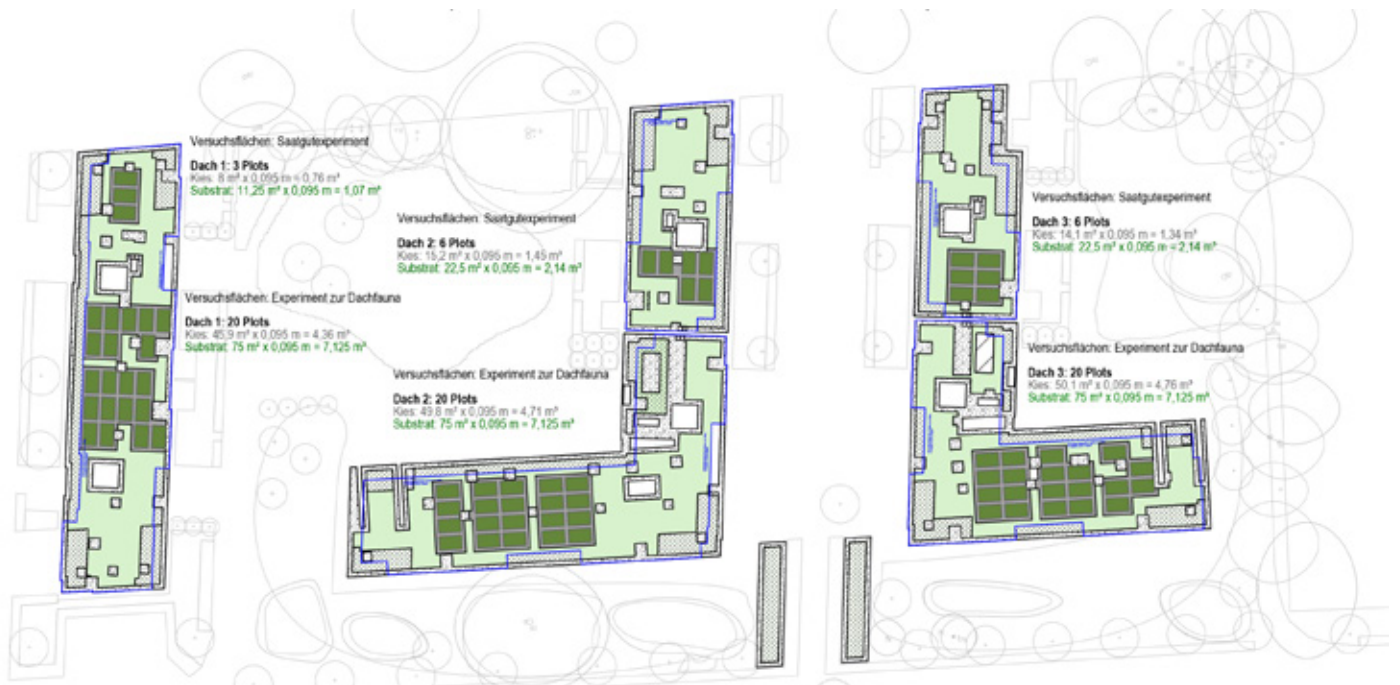 Versuchsflächen: Saatgutexperiment
Dach 1: 3 Plots
Kies: 8 m² x 0,095 m = 0,76 m³
Substrat: 11,25 m² x 0,095 m = 1,07 m³
Versuchsflächen: Experiment zur Dachfauna
Dach 1: 20 Plots
Kies: 45,9 m² x 0,095 m = 4,36 m³
Substrat: 75 m² x 0,095 m = 7,125 m³
Versuchsflächen: Saatgutexperiment
Dach 2: 6 Plots
Kies: 15,2 m² x 0,095 m = 1,45 m³
Substrat: 22,5 m² x 0,095 m = 2,14 m³
Versuchsflächen: Experiment zur Dachfauna
Dach 2: 20 Plots
Kies: 49,8 m² x 0,095 m = 4,71 m³
Substrat: 75 m² x 0,095 m = 7,125 m³
Versuchsflächen: Saatgutexperiment
Dach 3: 6 Plots
Kies: 14,1 m² x 0,095 m = 1,34 m³
Substrat: 22,5 m² x 0,095 m = 2,14 m³
Versuchsflächen: Experiment zur Dachfauna
Dach 3: 20 Plots
Kies: 50,1 m² x 0,095 m = 4,76 m³
Substrat: 75 m² x 0,095 m = 7,125 m³